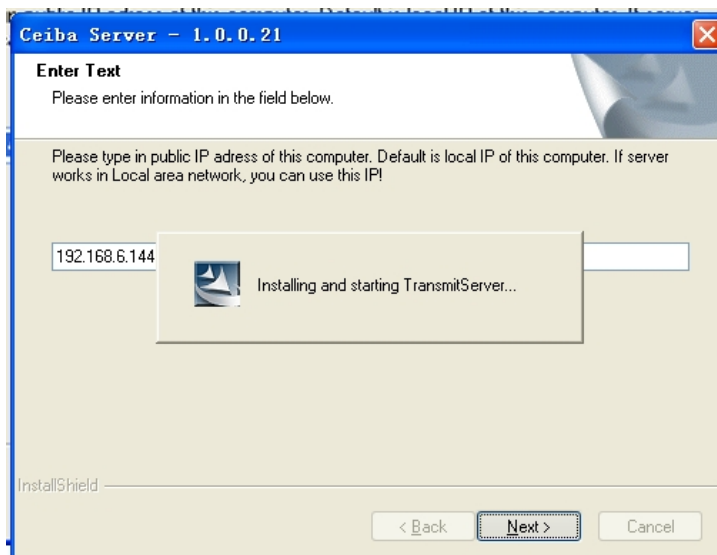 Ceiba Server - 1.0.0.21
Enter Text
Please enter information in the field below.
Please type in public IP adress of this computer. Default is local IP of this computer. If server
works in Local area network, you can use this IP!
192.168.6.144
Installing and starting TransmitServer...
InstallShield
< Back
Next >
Cancel